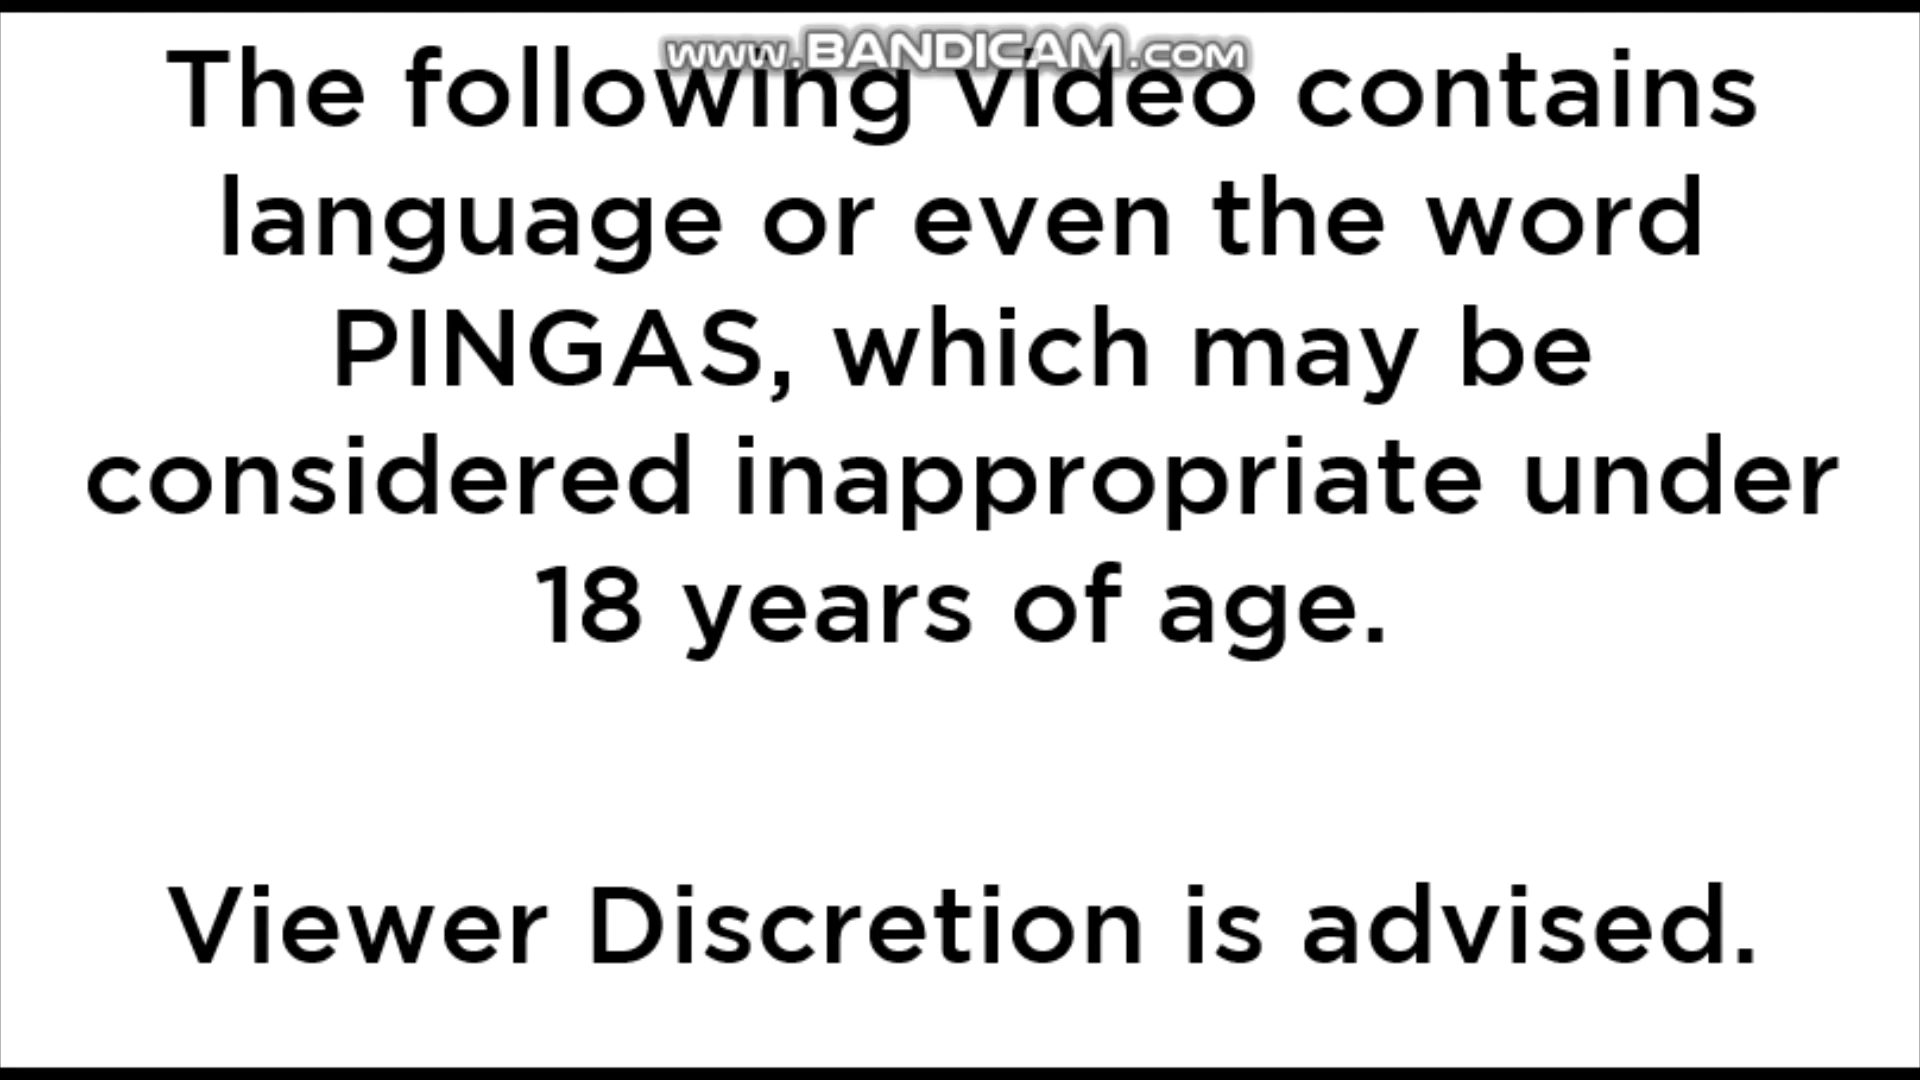 www.BANDICAM.com
The following video contains
language or even the word
PINGAS, which may be
considered inappropriate under
18 years of age.
Viewer Discretion is advised.